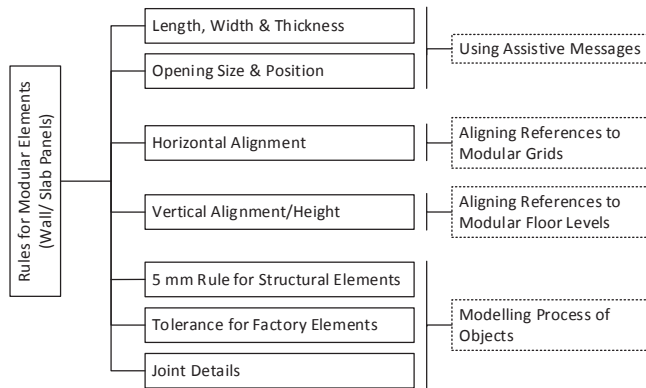 Rules for Modular Elements
(Wall/ Slab Panels)
Length, Width & Thickness
Opening Size & Position
Using Assistive Messages
Horizontal Alignment
Aligning References to
Modular Grids
Vertical Alignment/Height
Aligning References to
Modular Floor Levels
5 mm Rule for Structural Elements
Tolerance for Factory Elements
Joint Details
Modelling Process of
Objects